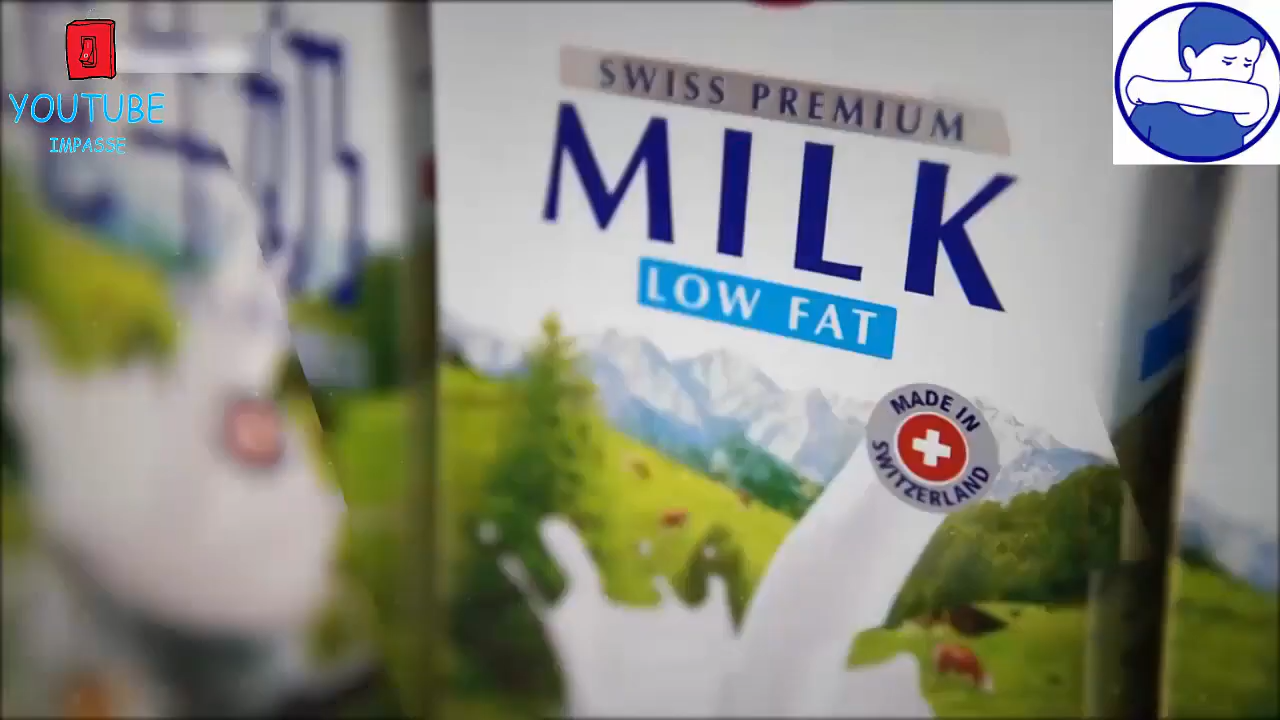 YOUTUBE
IMPASSE
SWISS PREMIUM
MILK
LOW FAT
MADE IN
SWITZERLAND